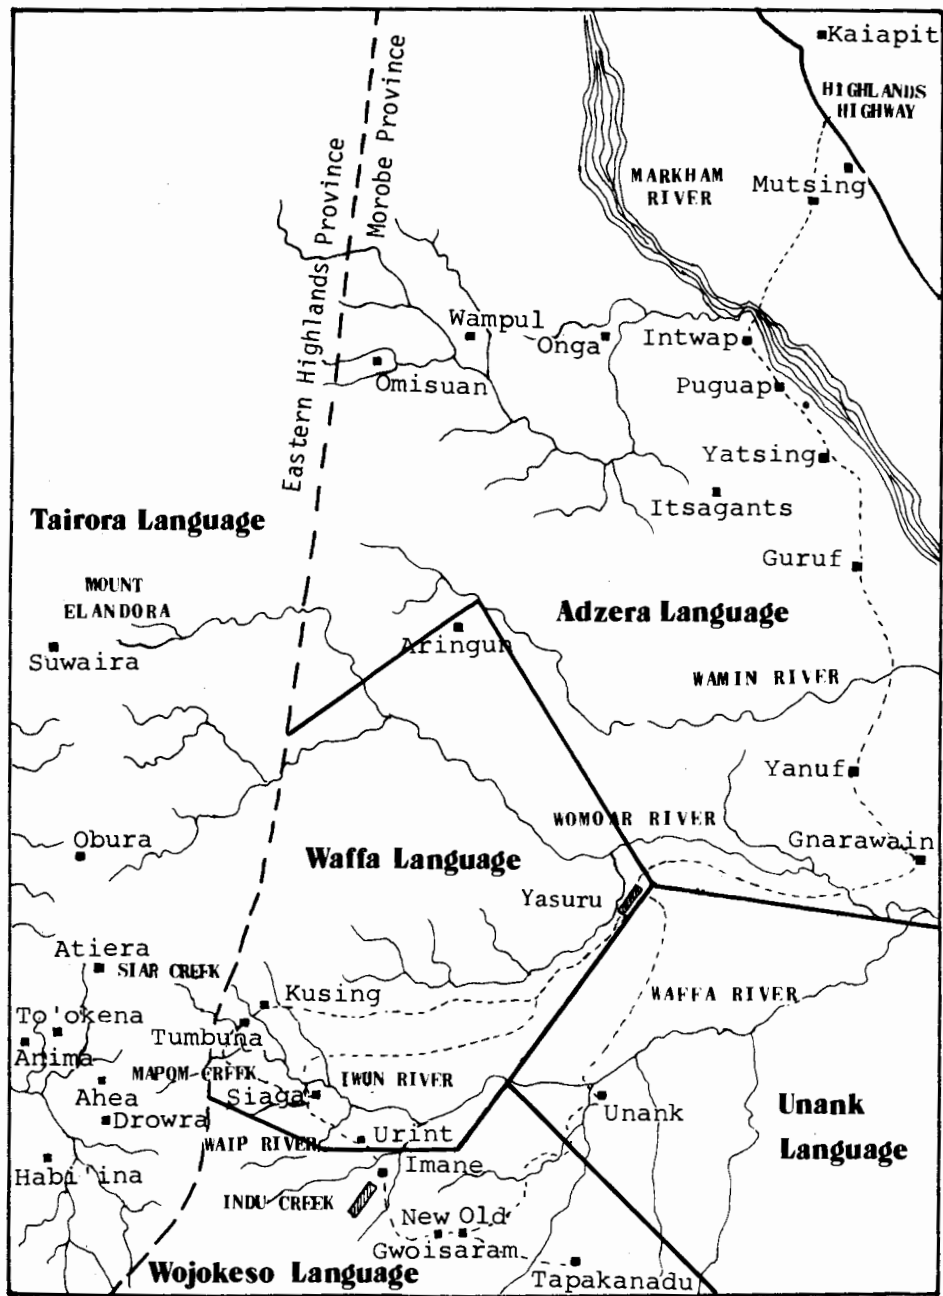 Kaiapit
HIGHLANDS
HIGHWAY
Morobe Province
Eastern Highlands Province
MARKHAM
RIVER
Mutsing
Wampul
Onga
Intwap
Omisuan
Puguap
Yatsing
Itsagants
Tairora Language
Guruf
MOUNT
ELANDORA
Adzera Language
Suwaira
Aringun
WAMIN RIVER
Yanuf
WOMOAR RIVER
Obura
Gnarawain
Waffa Language
Yasuru
Atiera
SIAR CREEK
Kusing
WAFFA RIVER
To'okena
Tumbuna
Anima
MAPOM CREEK
IWUN RIVER
Ahea
Siaga
Unank
Drowra
Unank
Language
Urint
WAIP RIVER
Imane
Habi'ina
INDU CREEK
New Old
Gwoisaram
Wojokeso Language
Tapakanadu